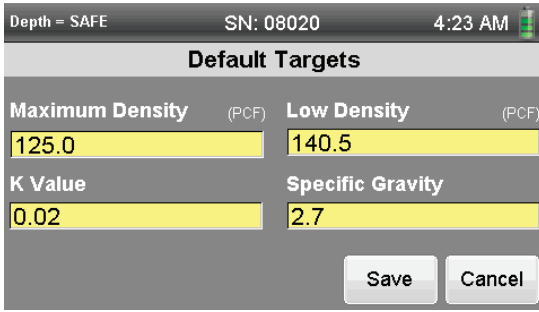 Depth = SAFE SN: 08020 4:23 AM
Default Targets
Maximum Density (PCF) Low Density (PCF)
125.0 140.5
K Value Specific Gravity
0.02 2.7
Save Cancel